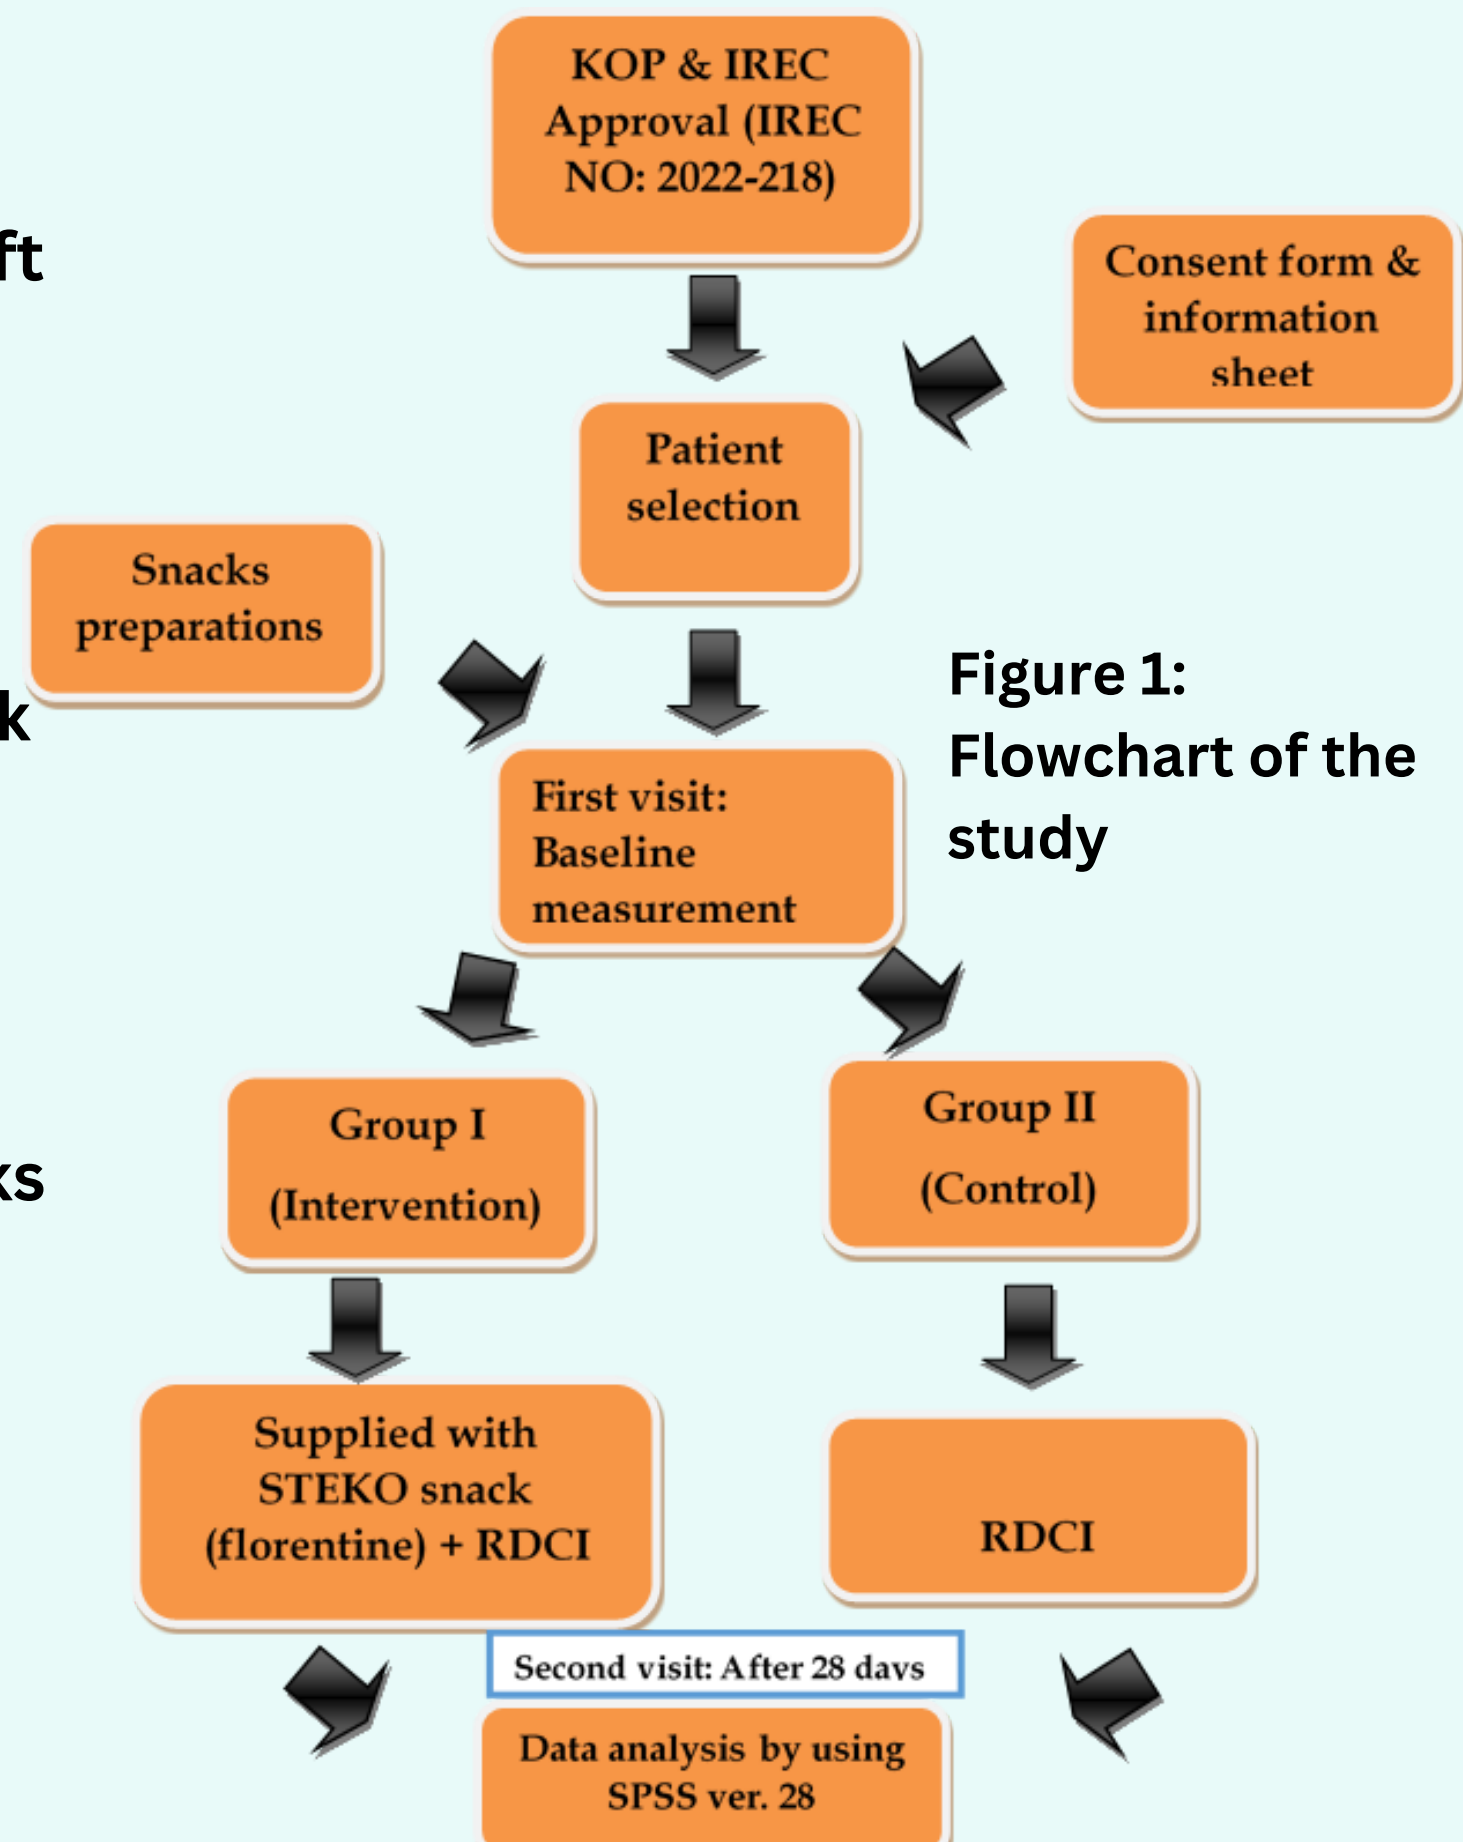 KOP & IREC
Approval (IREC
NO: 2022-218)
ft
Consent form &
information
sheet
Patient
selection
Snacks
preparations
k
Figure 1:
Flowchart of the
study
First visit:
Baseline
measurement
Group I
(Intervention)
Group II
(Control)
ks
Supplied with
STEKO snack
(florentine) + RDCI
RDCI
Second visit: After 28 days
Data analysis by using
SPSS ver. 28